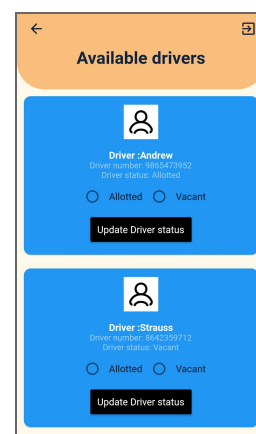 Available drivers
Driver :Andrew
Driver number: 9865473952
Driver status: Allotted
Allotted Vacant
Update Driver status
Driver :Strauss
Driver number: 8642359712
Driver status: Vacant
Allotted Vacant
Update Driver status